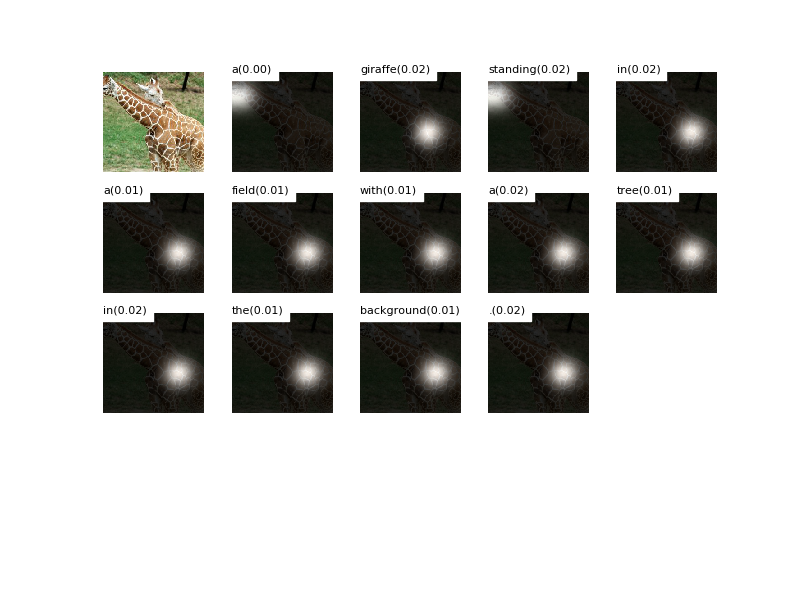 a(0.00) giraffe(0.02) standing(0.02) in(0.02)
a(0.01) field(0.01) with(0.01) a(0.02) tree(0.01)
in(0.02) the(0.01) background(0.01) .(0.02)